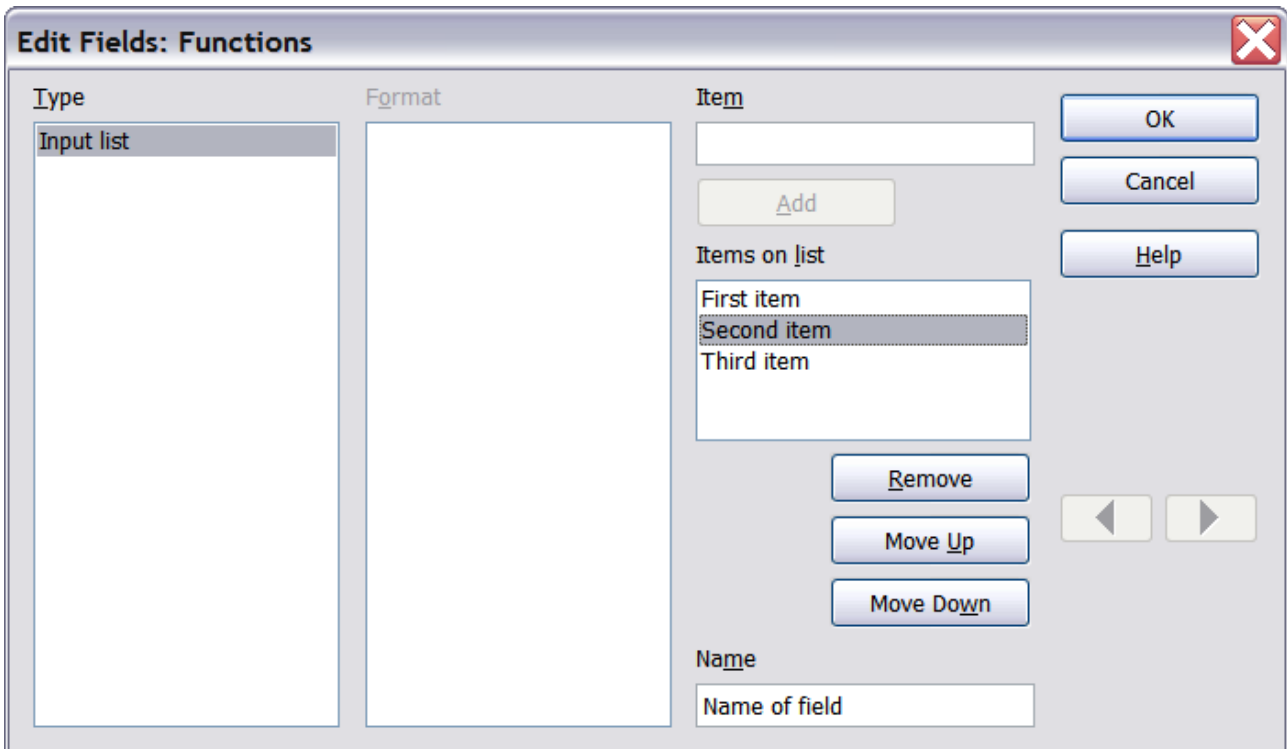 Edit Fields: Functions
Type
Input list
Format
Item
Add
Items on list
First item
Second item
Third item
Remove
Move Up
Move Down
Name
Name of field
OK
Cancel
Help